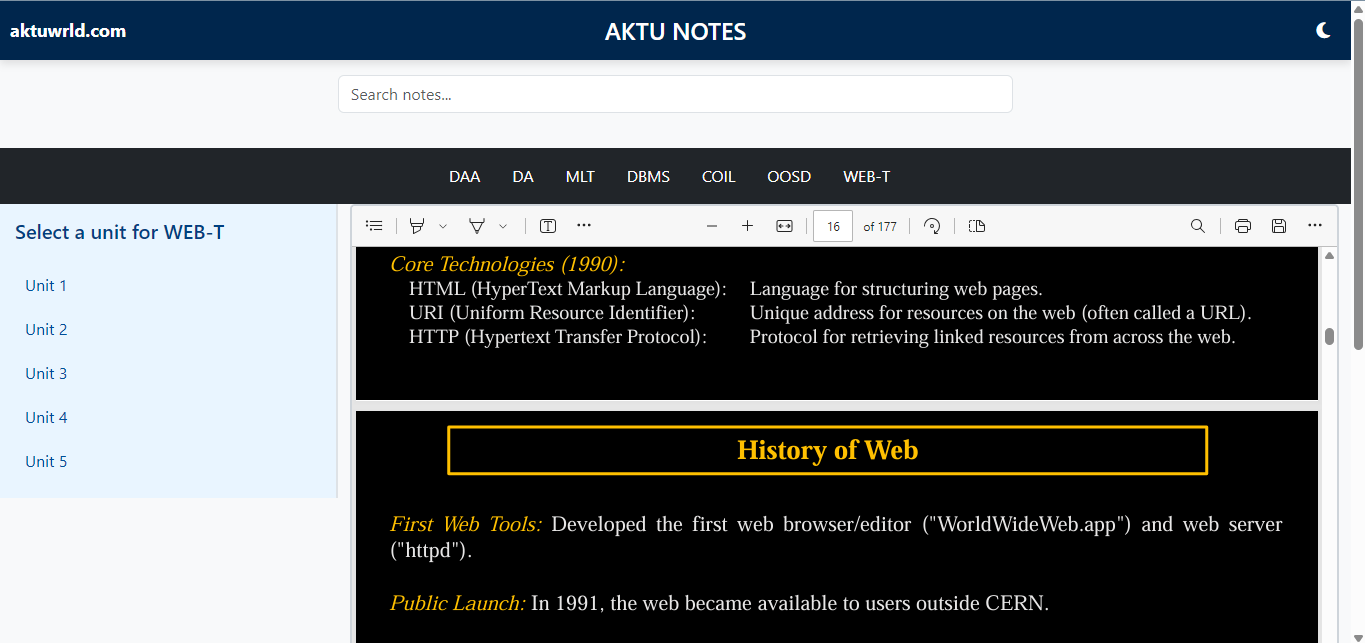 aktuwrld.com
AKTU NOTES
Search notes...
DAA DA MLT DBMS COIL OOSD WEB-T
Select a unit for WEB-T
Unit 1
Unit 2
Unit 3
Unit 4
Unit 5
16 of 177
Core Technologies (1990):
HTML (HyperText Markup Language): Language for structuring web pages.
URI (Uniform Resource Identifier): Unique address for resources on the web (often called a URL).
HTTP (Hypertext Transfer Protocol): Protocol for retrieving linked resources from across the web.
History of Web
First Web Tools: Developed the first web browser/editor ("WorldWideWeb.app") and web server
("httpd").
Public Launch: In 1991, the web became available to users outside CERN.